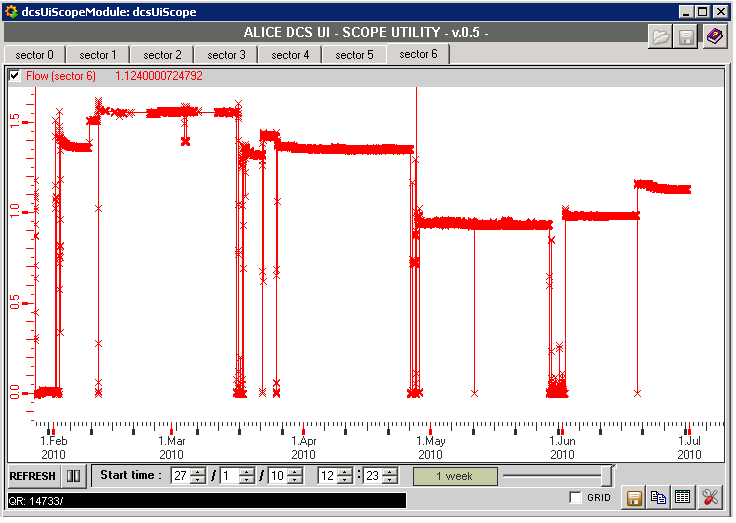 dcsUiScopeModule: dcsUiScope
ALICE DCS UI - SCOPE UTILITY - v.0.5 -
sector 0 sector 1 sector 2 sector 3 sector 4 sector 5 sector 6
Flow (sector 6) 1.1240000724792
1.5
1.0
0.5
0.0
1.Feb 1.Mar 1.Apr 1.May 1.Jun 1.Jul
2010 2010 2010 2010 2010 2010
REFRESH Start time : 27 / 1 / 10 12 : 23 1 week
QR: 14733/ GRID